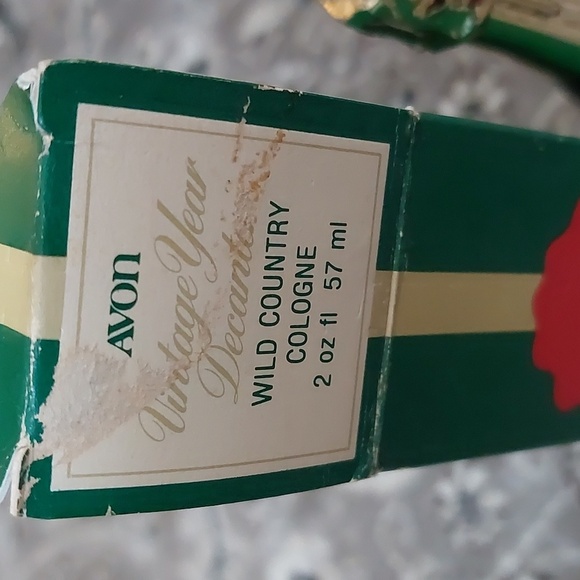 AVON
Vintage Year
Decanter
WILD COUNTRY
COLOGNE
2 oz fl 57 ml